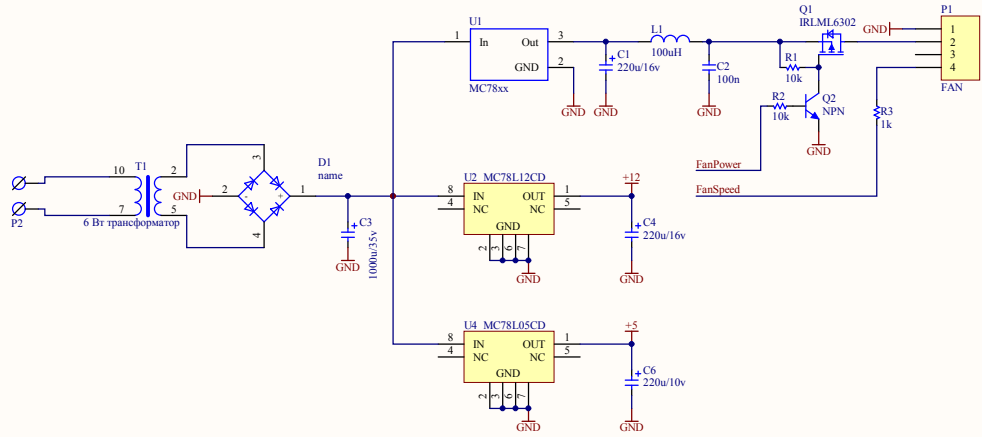 Q1
IRLML6302
P1
GND
1
2
3
4
FAN
U1
1
In
Out
3
GND
2
MC78xx
GND
C1
220u/16v
GND
L1
100uH
C2
100n
GND
R1
10k
R2
10k
Q2
NPN
GND
R3
1k
FanPower
FanSpeed
P2
10
T1
2
7
5
6 Вт трансформатор
GND
2
3
1
4
D1
name
C3
1000u/35v
GND
U2 MC78L12CD
8
IN
OUT
1
4
NC
NC
5
GND
2
3
6
7
GND
+12
C4
220u/16v
GND
U4 MC78L05CD
8
IN
OUT
1
4
NC
NC
5
GND
2
3
6
7
GND
+5
C6
220u/10v
GND